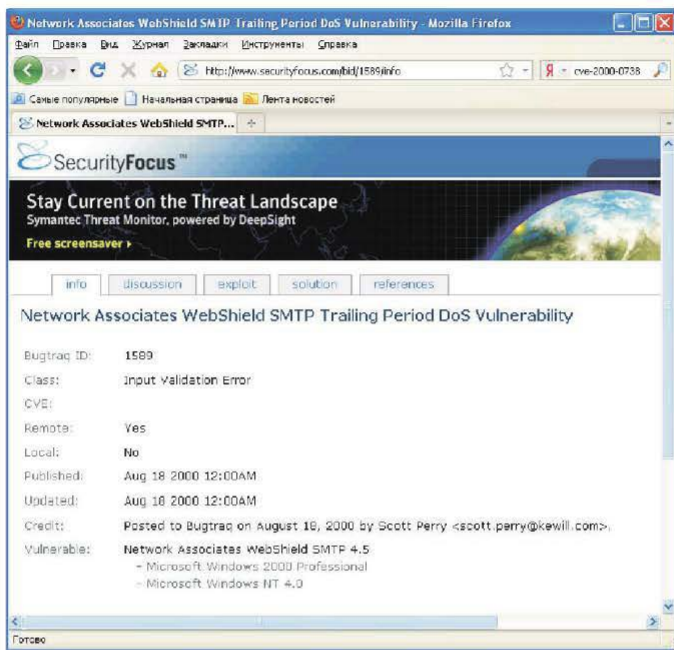 Network Associates WebShield SMTP Trailing Period DoS Vulnerability - Mozilla Firefox
Файл Правка Вид Журнал Закладки Инструменты Справка
http://www.securityfocus.com/bid/1589/info
Я cve-2000-0738
Самые популярные Начальная страница Лента новостей
Network Associates WebShield SMTP...
SecurityFocus™
Stay Current on the Threat Landscape
Symantec Threat Monitor, powered by DeepSight
Free screensaver
info discussion exploit solution references
Network Associates WebShield SMTP Trailing Period DoS Vulnerability
Bugtraq ID: 1589
Class: Input Validation Error
CVE:
Remote: Yes
Local: No
Published: Aug 18 2000 12:00AM
Updated: Aug 18 2000 12:00AM
Credit: Posted to Bugtraq on August 18, 2000 by Scott Perry <scott.perry@kewill.com>.
Vulnerable: Network Associates WebShield SMTP 4.5
- Microsoft Windows 2000 Professional
- Microsoft Windows NT 4.0
Готово